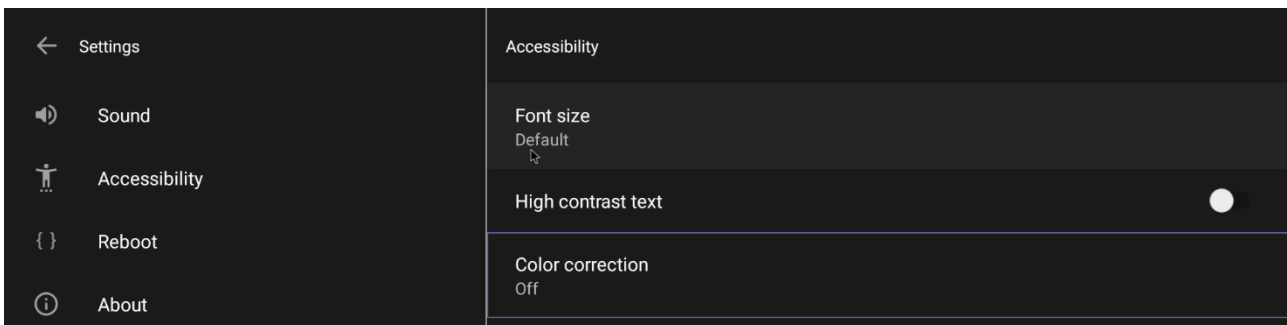 Settings
Sound
Accessibility
{ } Reboot
About
Accessibility
Font size
Default
High contrast text
Color correction
Off